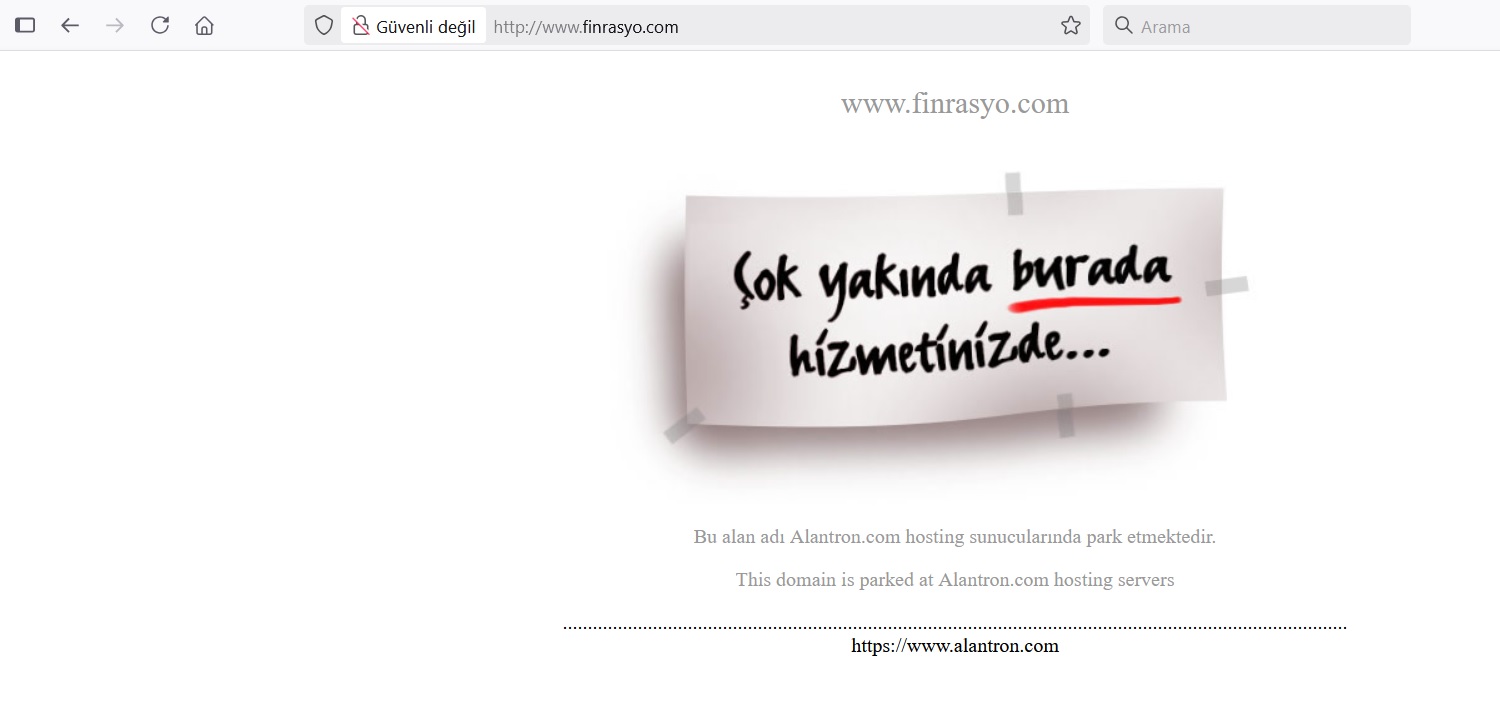 Güvenli değil
http://www.finrasyo.com
Arama
www.finrasyo.com
Çok yakında burada
hizmetinizde...
Bu alan adı Alantron.com hosting sunucularında park etmektedir.
This domain is parked at Alantron.com hosting servers
https://www.alantron.com